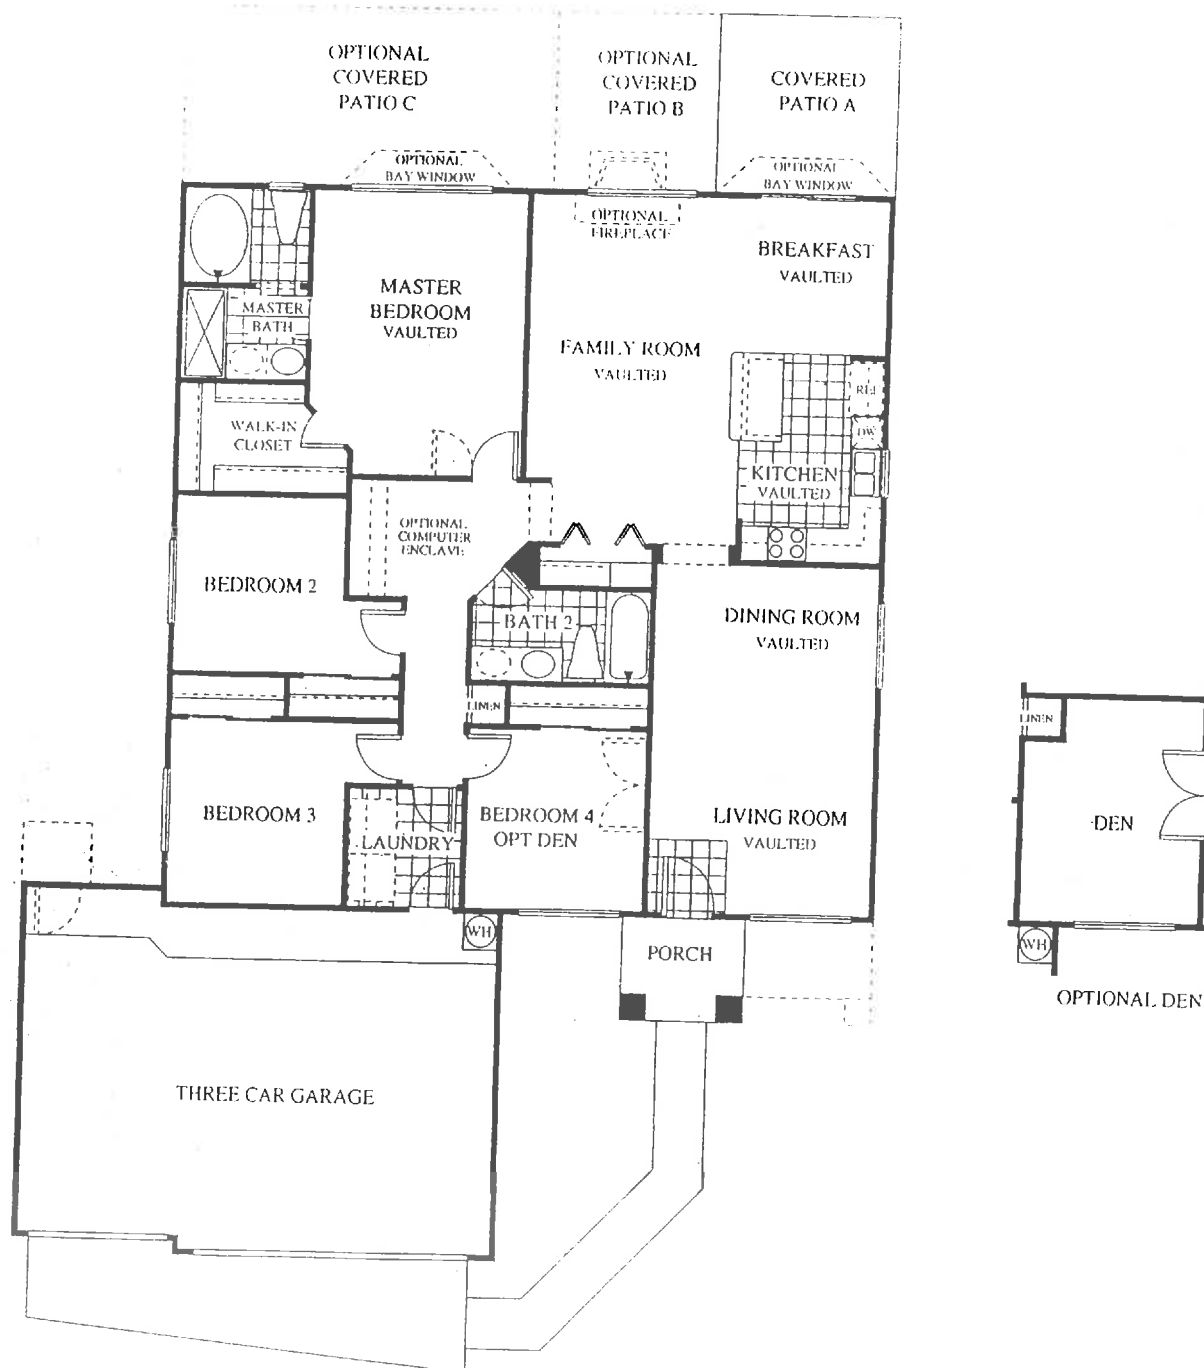 OPTIONAL
COVERED
PATIO C
OPTIONAL
COVERED
PATIO B
COVERED
PATIO A
OPTIONAL
BAY WINDOW
OPTIONAL
BAY WINDOW
OPTIONAL
FIREPLACE
BREAKFAST
VAULTED
MASTER
BEDROOM
VAULTED
MASTER
BATH
FAMILY ROOM
VAULTED
REF
DW
WALK-IN
CLOSET
KITCHEN
VAULTED
OPTIONAL
COMPUTER
ENCLAVE
BEDROOM 2
BATH 2
DINING ROOM
VAULTED
LINEN
LINEN
BEDROOM 3
LAUNDRY
BEDROOM 4
OPT DEN
LIVING ROOM
VAULTED
DEN
WH
PORCH
WH
OPTIONAL DEN
THREE CAR GARAGE